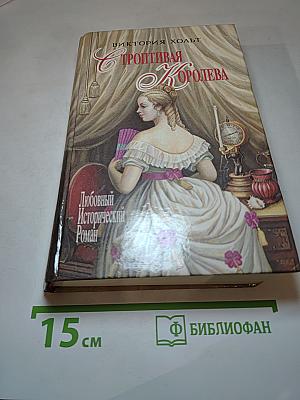 ВИКТОРИЯ ХОЛЬТ
СТРОПТИВАЯ
КОРОЛЕВА
Любовный
Исторический
Роман
15 см
БИБЛИОФАН